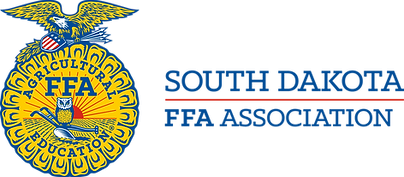 AGRICULTURAL
FFA
EDUCATION
SOUTH DAKOTA
FFA ASSOCIATION